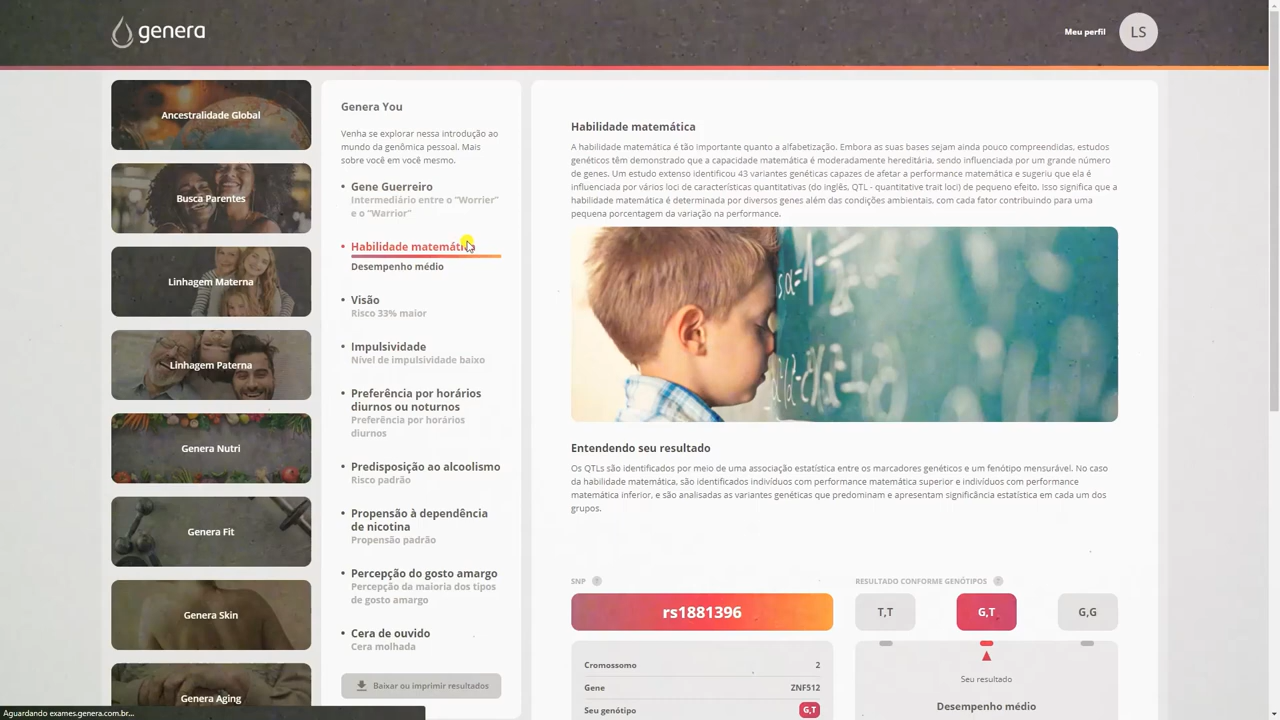 genera
Meu perfil
LS
Ancestralidade Global
Busca Parentes
Linhagem Materna
Linhagem Paterna
Genera Nutri
Genera Fit
Genera Skin
Genera Aging
Genera You
Venha se explorar nessa introdução ao
mundo da genômica pessoal. Mais
sobre você em você mesmo.
• Gene Guerreiro
Intermediário entre o "Worrier"
e o "Warrior"
• Habilidade matemática
Desempenho médio
• Visão
Risco 33% maior
• Impulsividade
Nível de impulsividade baixo
• Preferência por horários
diurnos ou noturnos
Preferência por horários
diurnos
• Predisposição ao alcoolismo
Risco padrão
• Propensão à dependência
de nicotina
Propensão padrão
• Percepção do gosto amargo
Percepção da maioria dos tipos
de gosto amargo
• Cera de ouvido
Cera molhada
Baixar ou imprimir resultados
Habilidade matemática
A habilidade matemática é tão importante quanto a alfabetização. Embora as suas bases sejam ainda pouco compreendidas, estudos
genéticos têm demonstrado que a capacidade matemática é moderadamente hereditária, sendo influenciada por um grande número
de genes. Um estudo extenso identificou 43 variantes genéticas capazes de afetar a performance matemática e sugeriu que ela é
influenciada por vários loci de características quantitativas (do inglês, QTL - quantitative trait loci) de pequeno efeito. Isso significa que a
habilidade matemática é determinada por diversos genes além das condições ambientais, com cada fator contribuindo para uma
pequena porcentagem da variação na performance.
Entendendo seu resultado
Os QTLs são identificados por meio de uma associação estatística entre os marcadores genéticos e um fenótipo mensurável. No caso
da habilidade matemática, são identificados indivíduos com performance matemática superior e indivíduos com performance
matemática inferior, e são analisadas as variantes genéticas que predominam e apresentam significância estatística em cada um dos
grupos.
SNP ?
rs1881396
Cromossomo 2
Gene ZNF512
Seu genótipo G,T
RESULTADO CONFORME GENÓTIPOS ?
T,T G,T G,G
Seu resultado
Desempenho médio
Aguardando exames.genera.com.br...